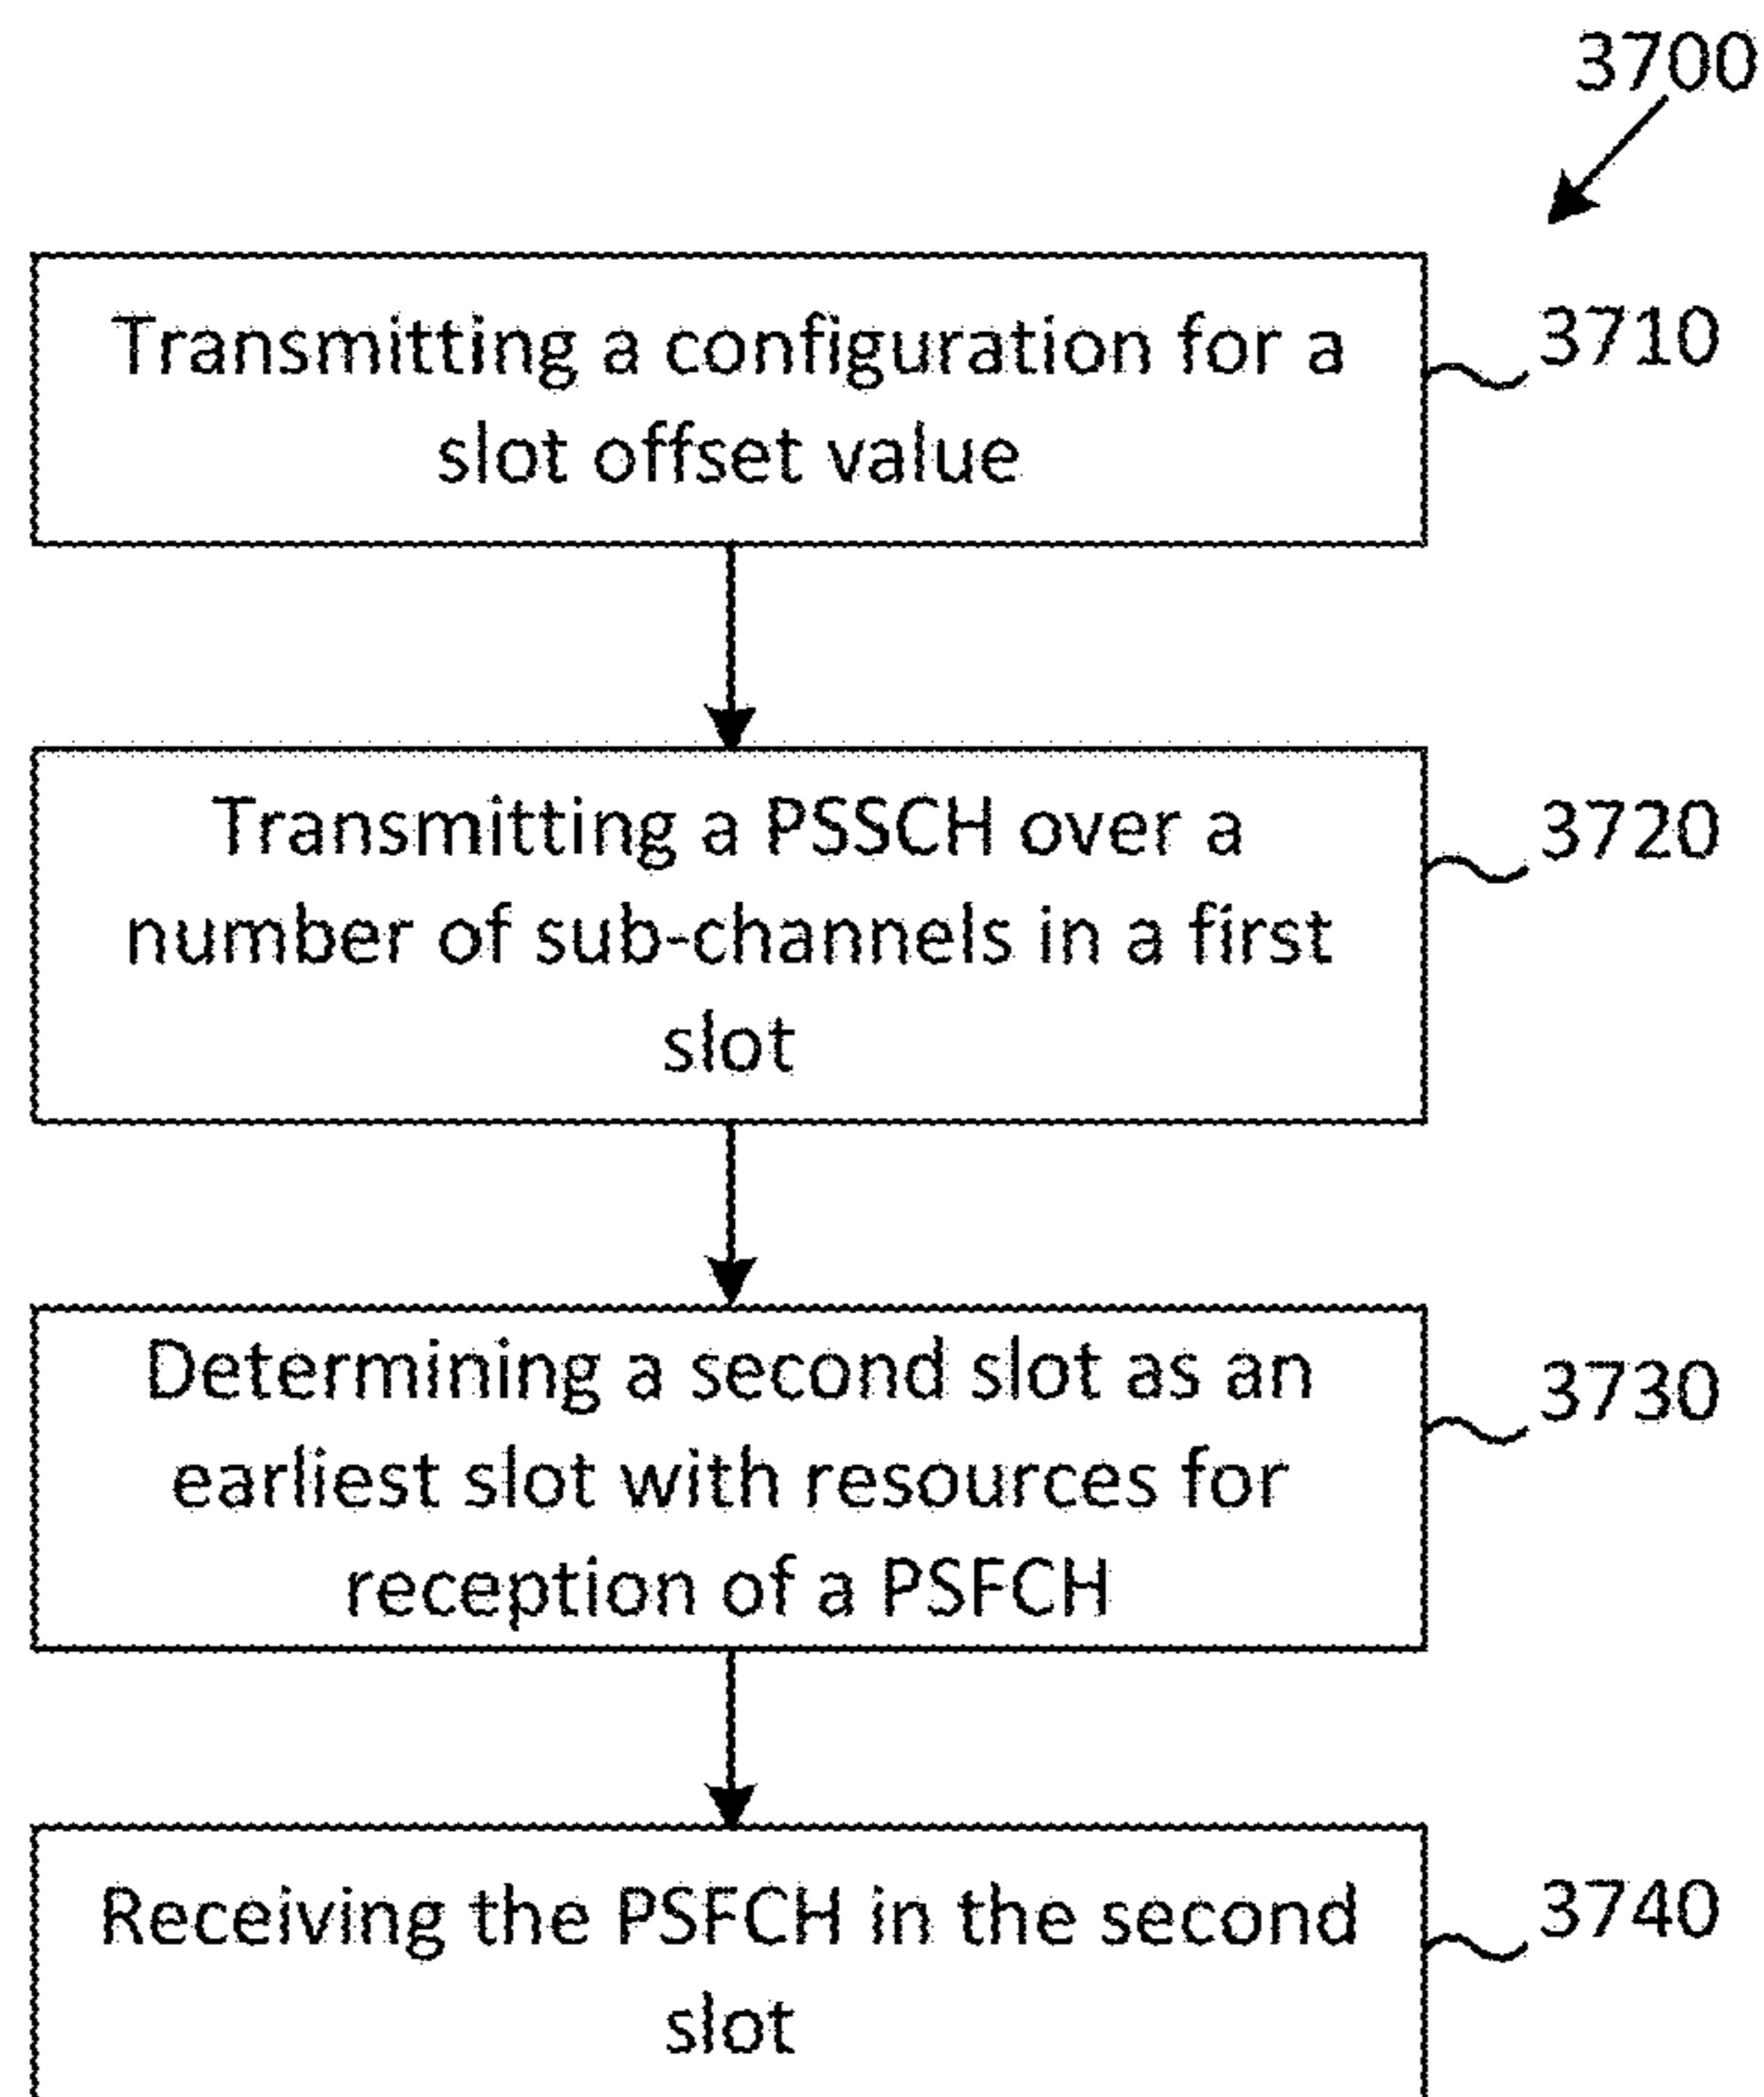 3700
Transmitting a configuration for a
slot offset value
3710
Transmitting a PSSCH over a
number of sub-channels in a first
slot
3720
Determining a second slot as an
earliest slot with resources for
reception of a PSFCH
3730
Receiving the PSFCH in the second
slot
3740